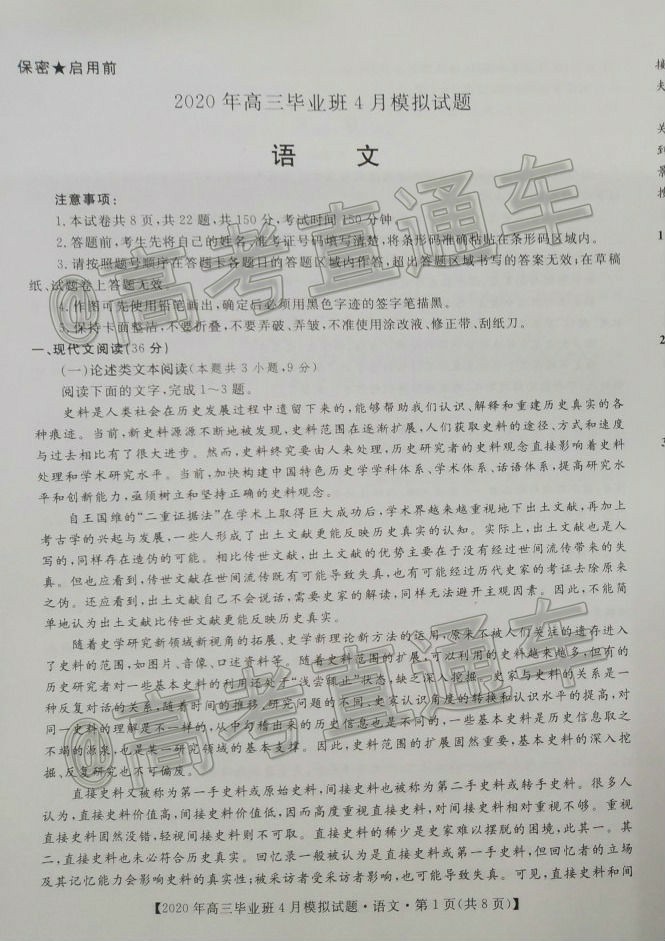 保密★启用前
2020年高三毕业班4月模拟试题
语 文
注意事项:
1.本试卷共8页,共22题,共150分,考试时间150分钟。
2.答题前,考生先将自己的姓名、准考证号码填写清楚,将条形码准确粘贴在条形码区域内。
3.请按照题号顺序在答题卡各题目的答题区域内作答,超出答题区域书写的答案无效;在草稿
纸、试题卷上答题无效。
4.作图可先使用铅笔画出,确定后必须用黑色字迹的签字笔描黑。
5.保持卡面整洁,不要折叠,不要弄破、弄皱,不准使用涂改液、修正带、刮纸刀。
一、现代文阅读(36分)
(一)论述类文本阅读(本题共3小题,9分)
阅读下面的文字,完成1~3题。
史料是人类社会在历史发展过程中遗留下来的,能够帮助我们认识、解释和重建历史真实的各
种痕迹。当前,新史料源源不断地被发现,史料范围在逐渐扩展,人们获取史料的途径、方式和速度
与过去相比有了很大进步。然而,史料终究要由人来处理,历史研究者的史料观念直接影响着史料
处理和学术研究水平。当前,加快构建中国特色历史学学科体系、学术体系、话语体系,提高研究水
平和创新能力,亟须树立和坚持正确的史料观念。
自王国维的“二重证据法”在学术上取得巨大成功后,学术界越来越重视地下出土文献,再加上
考古学的兴起与发展,一些人形成了出土文献更能反映历史真实的认知。实际上,出土文献也是人
写的,同样存在造伪的可能。相比传世文献,出土文献的优势主要在于没有经过世间流传带来的失
真。但也应看到,传世文献在世间流传既有可能导致失真,也有可能经过历代史家的考证去除原来
之伪。还应看到,出土文献自己不会说话,需要史家的解读,同样无法避开主观因素。因此,不能简
单地认为出土文献比传世文献更能反映历史真实。
随着史学研究新领域新视角的拓展、史学新理论新方法的运用,原来不被人们关注的遗存进入
了史料的范围,如图片、音像、口述资料等。随着史料范围的扩展,可以利用的史料越来越多,但有的
历史研究者对一些基本史料的利用还处于“浅尝辄止”状态,缺乏深入挖掘。史家与史料的关系是一
种反复对话的关系,随着时间的推移、研究问题的不同、史家认识角度的转换和认识水平的提高,对
同一史料的理解是不一样的,从中勾稽出来的历史信息也是不同的,一些基本史料是历史信息取之
不竭的源泉,也是某一研究领域的基本支撑。因此,史料范围的扩展固然重要,基本史料的深入挖
掘、反复研究也不可偏废。
直接史料又被称为第一手史料或原始史料,间接史料也被称为第二手史料或转手史料。很多人
认为,直接史料价值高,间接史料价值低,因而高度重视直接史料,对间接史料相对重视不够。重视
直接史料固然没错,轻视间接史料则不可取。直接史料的稀少是史家难以摆脱的困境,此其一。其
二,直接史料也未必符合历史真实。回忆录一般被认为是直接史料或第一手史料,但回忆者的立场
及其记忆能力会影响史料的真实性;被采访者受采访者影响,也可能无意失真。可见,直接史料和间
【2020年高三毕业班4月模拟试题·语文·第1页(共8页)】
@高考直通车
@高考直通车
接
夫
关
到
影
推
1
2
3